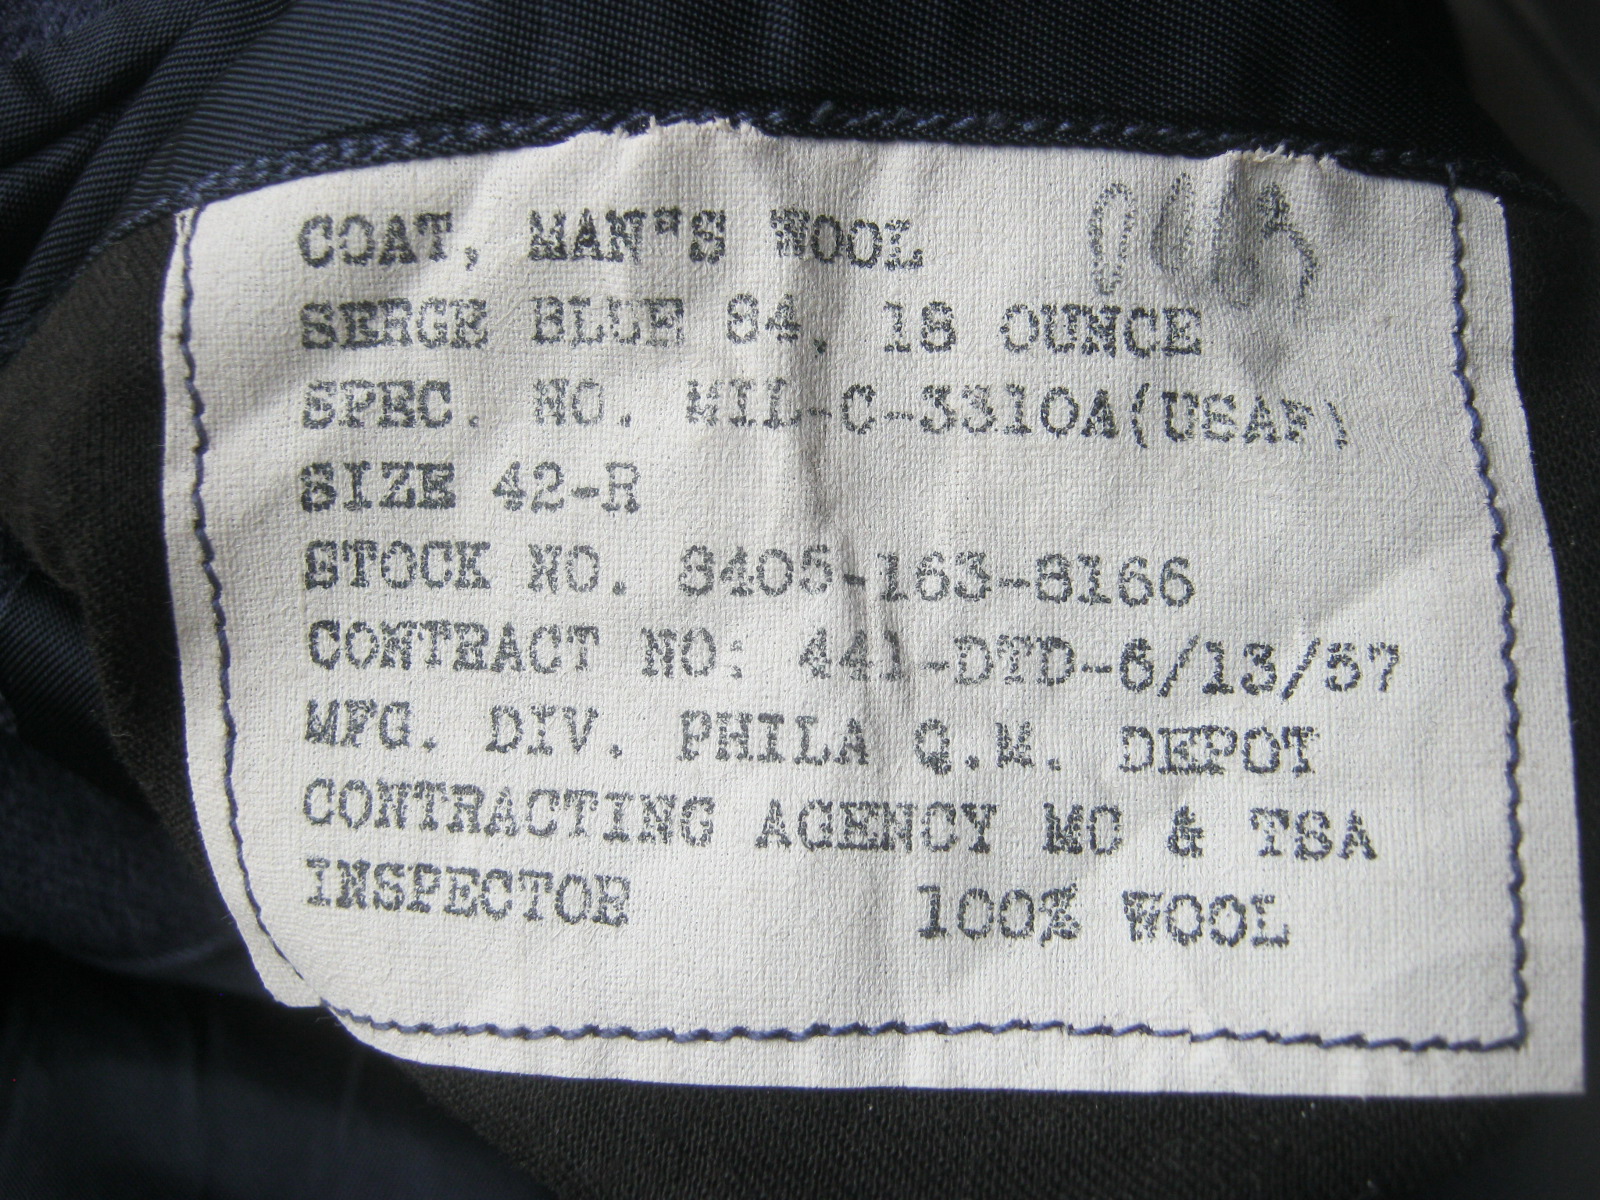 COAT, MAN"S WOOL
SERGE BLUE 84, 18 OUNCE
SPEC. NO. MIL-C-3310A(USAF)
SIZE 42-R
STOCK NO. 8405-163-8166
CONTRACT NO: 441-DTD-6/13/57
MFG. DIV. PHILA Q.M. DEPOT
CONTRACTING AGENCY MC & TSA
INSPECTOR 100% WOOL